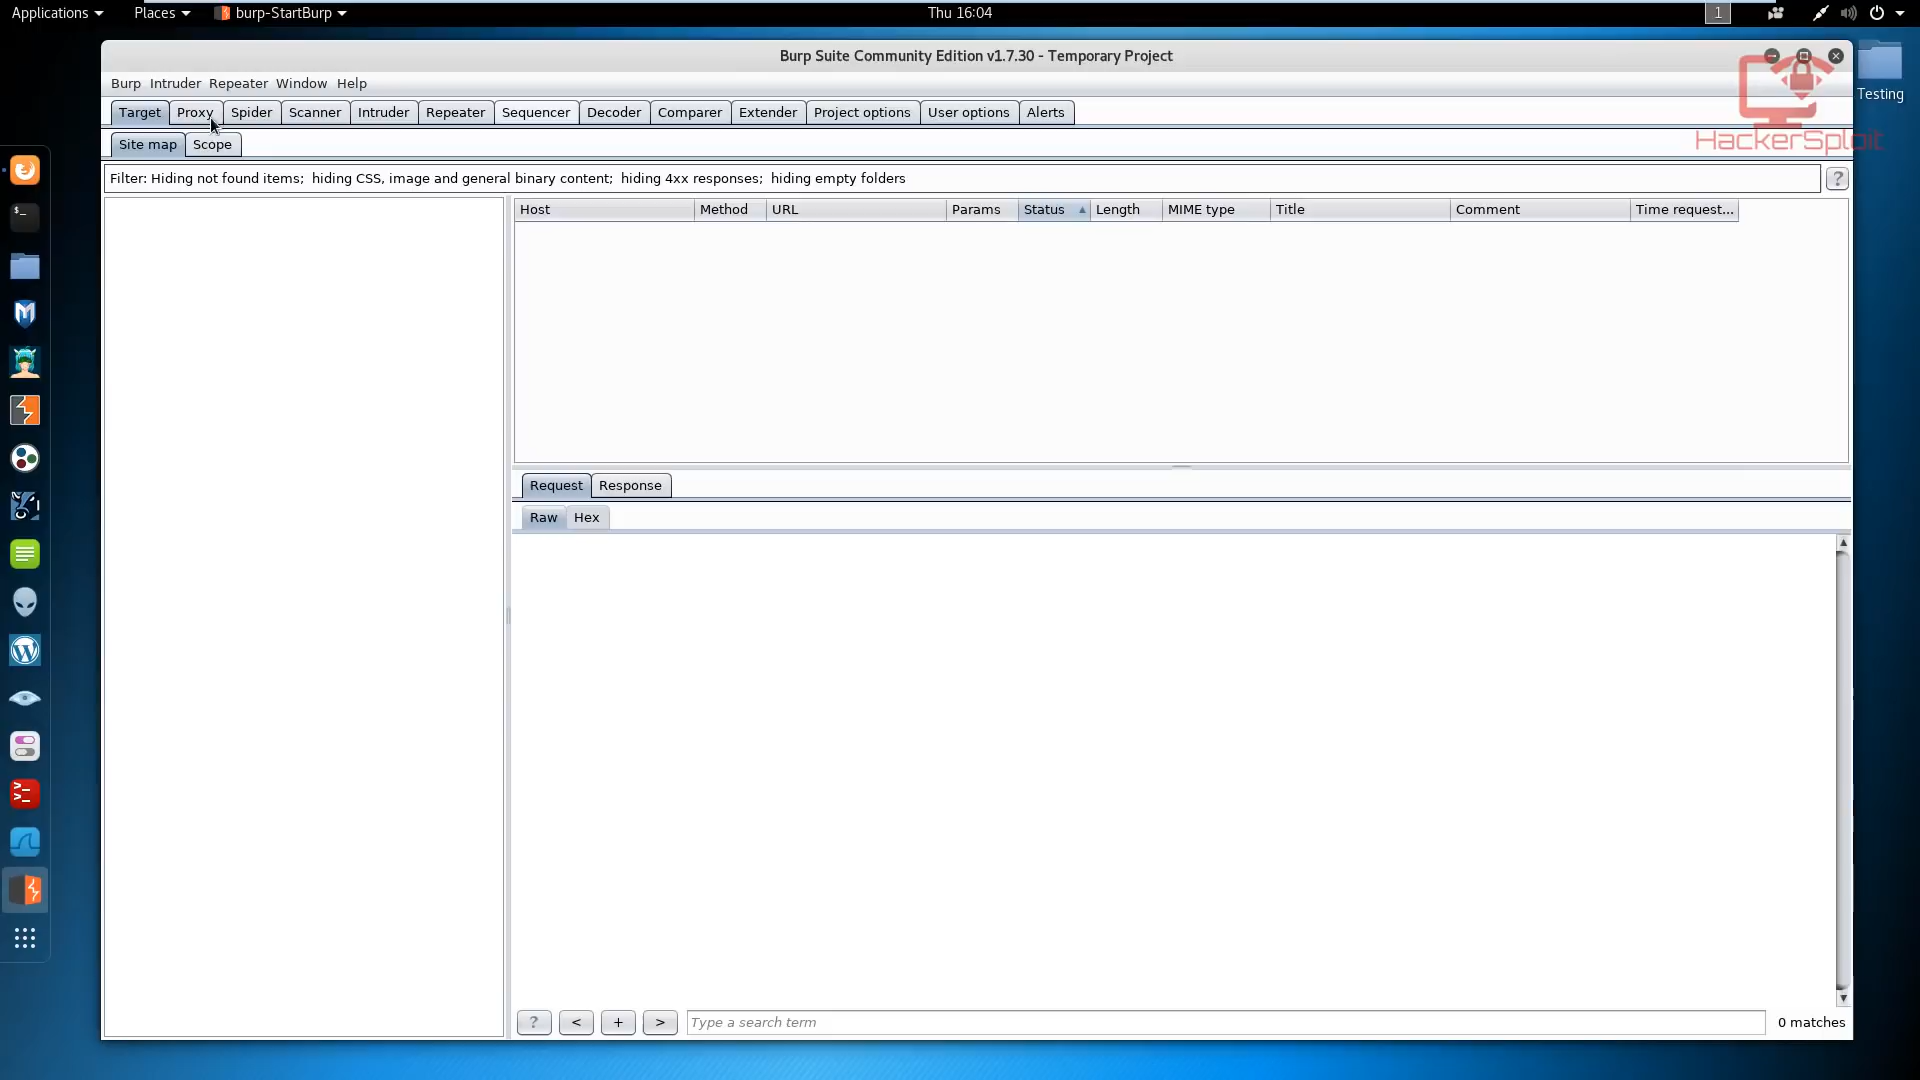 Applications Places burp-StartBurp Thu 16:04 1
Burp Suite Community Edition v1.7.30 - Temporary Project
Burp Intruder Repeater Window Help
Target Proxy Spider Scanner Intruder Repeater Sequencer Decoder Comparer Extender Project options User options Alerts
Testing
HackerSploit
Site map Scope
Filter: Hiding not found items; hiding CSS, image and general binary content; hiding 4xx responses; hiding empty folders ?
Host Method URL Params Status Length MIME type Title Comment Time request...
Request Response
Raw Hex
? < + > Type a search term 0 matches